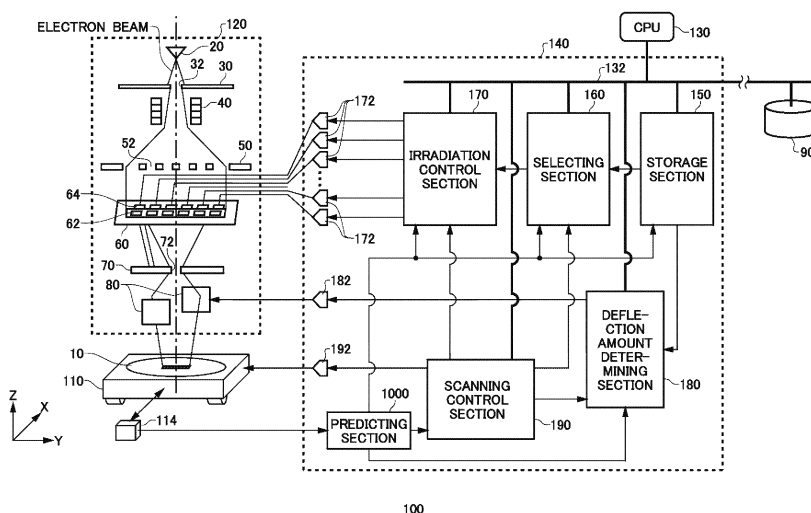 CPU
130
120
ELECTRON BEAM
20
140
32
30
132
40
172
170
160
150
90
52
50
IRRADIATION
CONTROL
SECTION
SELECTING
SECTION
STORAGE
SECTION
64
62
60
72
172
70
80
182
DEFLEC-
TION
AMOUNT
DETER-
MINING
SECTION
180
10
192
110
SCANNING
CONTROL
SECTION
190
1000
PREDICTING
SECTION
114
Z
X
Y
100